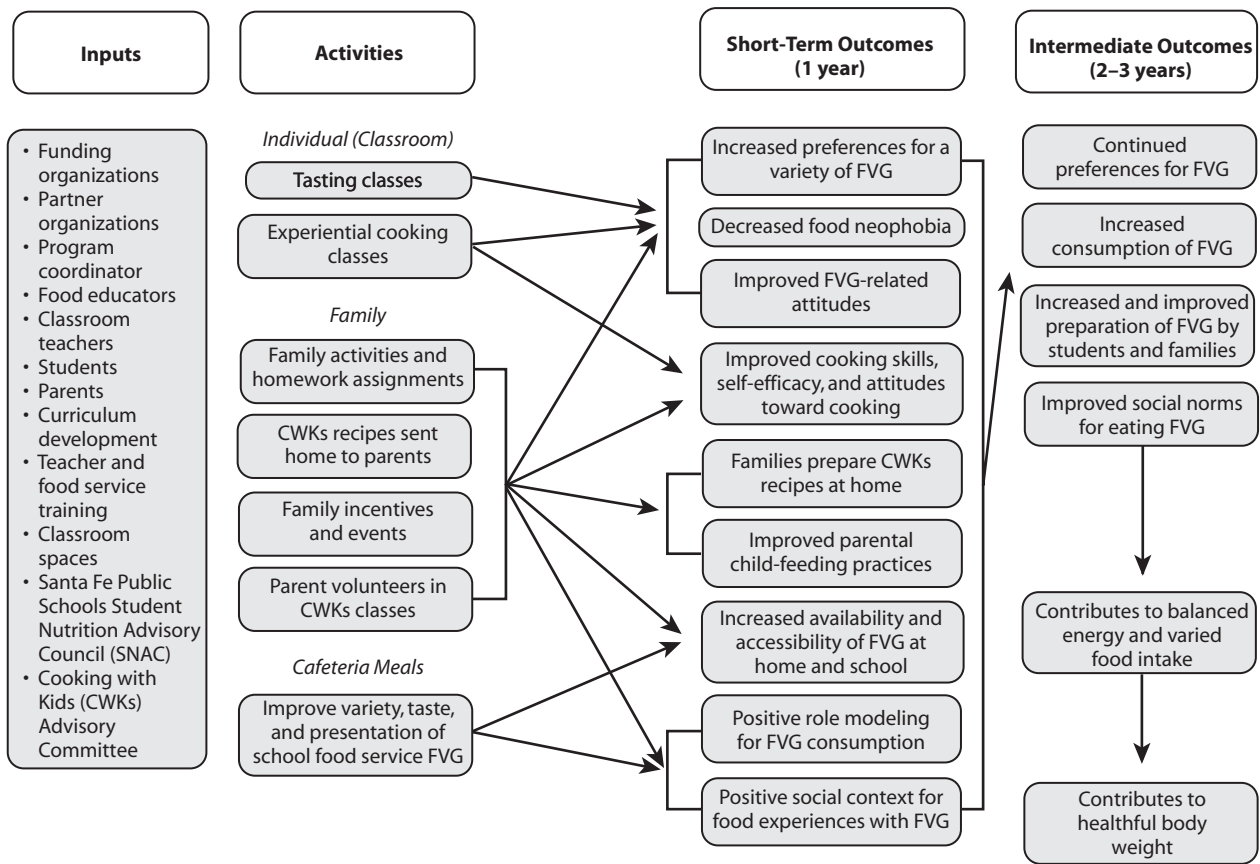 Inputs
• Funding
organizations
• Partner
organizations
• Program
coordinator
• Food educators
• Classroom
teachers
• Students
• Parents
• Curriculum
development
• Teacher and
food service
training
• Classroom
spaces
• Santa Fe Public
Schools Student
Nutrition Advisory
Council (SNAC)
• Cooking with
Kids (CWKs)
Advisory
Committee
Activities
Individual (Classroom)
Tasting classes
Experiential cooking
classes
Family
Family activities and
homework assignments
CWKs recipes sent
home to parents
Family incentives
and events
Parent volunteers in
CWKs classes
Cafeteria Meals
Improve variety, taste,
and presentation of
school food service FVG
Short-Term Outcomes
(1 year)
Increased preferences for a
variety of FVG
Decreased food neophobia
Improved FVG-related
attitudes
Improved cooking skills,
self-efficacy, and attitudes
toward cooking
Families prepare CWKs
recipes at home
Improved parental
child-feeding practices
Increased availability and
accessibility of FVG at
home and school
Positive role modeling
for FVG consumption
Positive social context for
food experiences with FVG
Intermediate Outcomes
(2–3 years)
Continued
preferences for FVG
Increased
consumption of FVG
Increased and improved
preparation of FVG by
students and families
Improved social norms
for eating FVG
Contributes to balanced
energy and varied
food intake
Contributes to
healthful body
weight